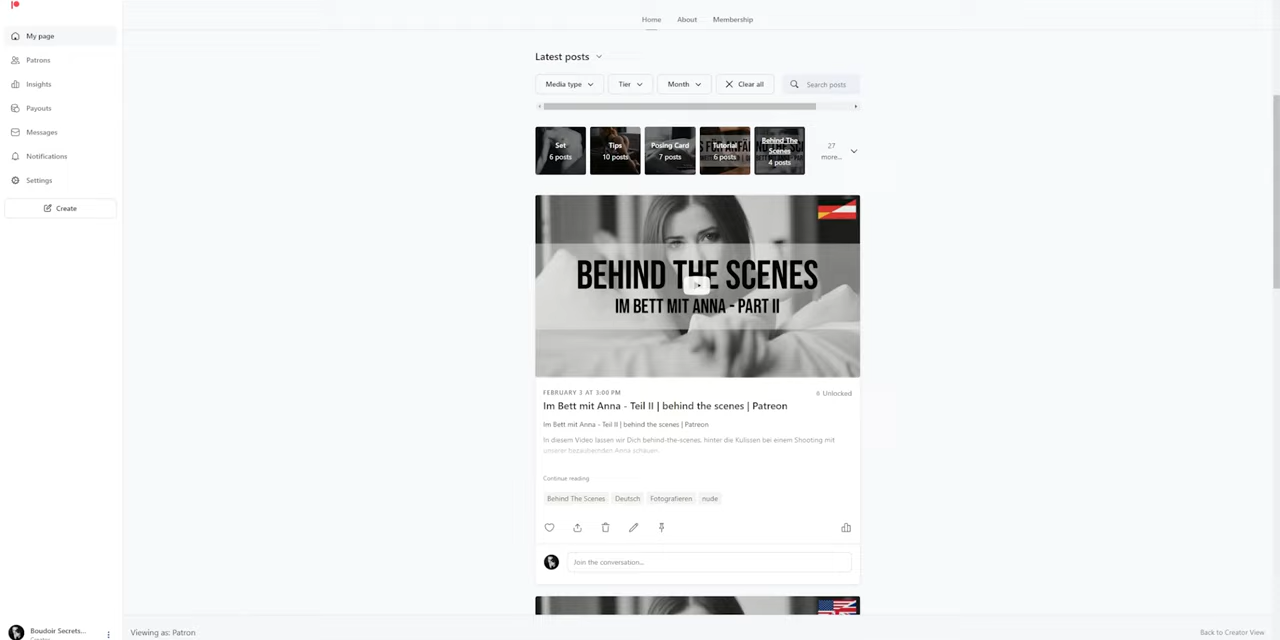 Home About Membership
My page
Patrons
Insights
Payouts
Messages
Notifications
Settings
Create
Latest posts
Media type Tier Month Clear all Search posts
Set
6 posts
Tips
10 posts
Posing Card
7 posts
Tutorial
6 posts
Behind The
Scenes
4 posts
27
more...
BEHIND THE SCENES
IM BETT MIT ANNA - PART II
FEBRUARY 3 AT 3:00 PM
Unlocked
Im Bett mit Anna - Teil II | behind the scenes | Patreon
Im Bett mit Anna - Teil II | behind the scenes | Patreon
In diesem Video lassen wir Dich behind-the-scenes, hinter die Kulissen bei einem Shooting mit
unserer bezaubernden Anna schauen.
Continue reading
Behind The Scenes Deutsch Fotografieren nude
Join the conversation...
Boudoir Secrets...
Creator
Viewing as: Patron
Back to Creator View